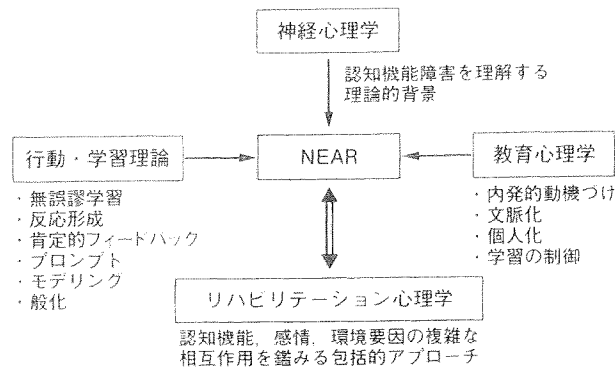 神経心理学
認知機能障害を理解する
理論的背景
行動・学習理論
NEAR
教育心理学
・無誤謬学習
・反応形成
・肯定的フィードバック
・プロンプト
・モデリング
・般化
・内発的動機づけ
・文脈化
・個人化
・学習の制御
リハビリテーション心理学
認知機能，感情，環境要因の複雑な
相互作用を鑑みる包括的アプローチ